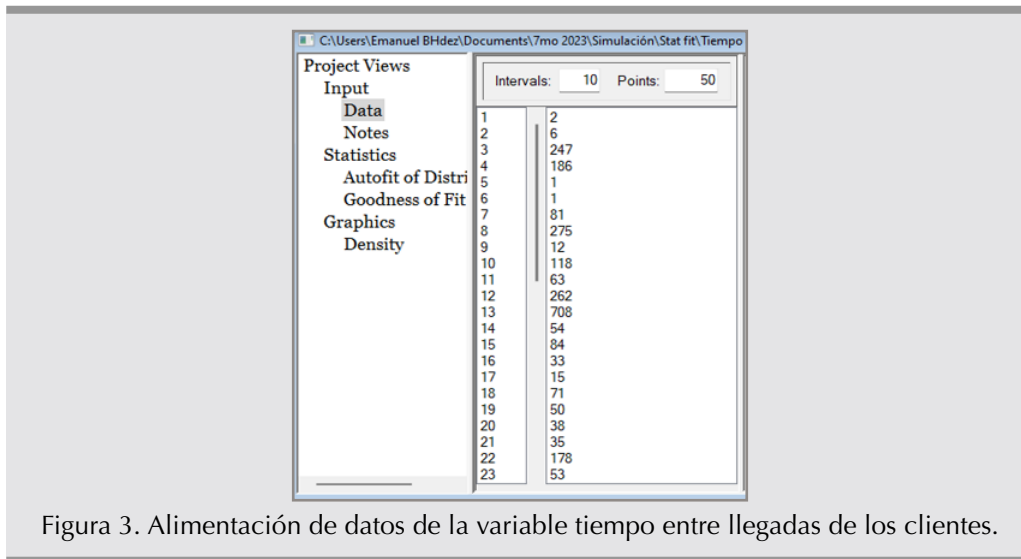 C:\Users\Emanuel BHdez\Documents\7mo 2023\Simulación\Stat fit\Tiempo
Project Views
Input
Data
Notes
Statistics
Autofit of Distri
Goodness of Fit
Graphics
Density
Intervals: 10 Points: 50
1 2
2 6
3 247
4 186
5 1
6 1
7 81
8 275
9 12
10 118
11 63
12 262
13 708
14 54
15 84
16 33
17 15
18 71
19 50
20 38
21 35
22 178
23 53
Figura 3. Alimentación de datos de la variable tiempo entre llegadas de los clientes.